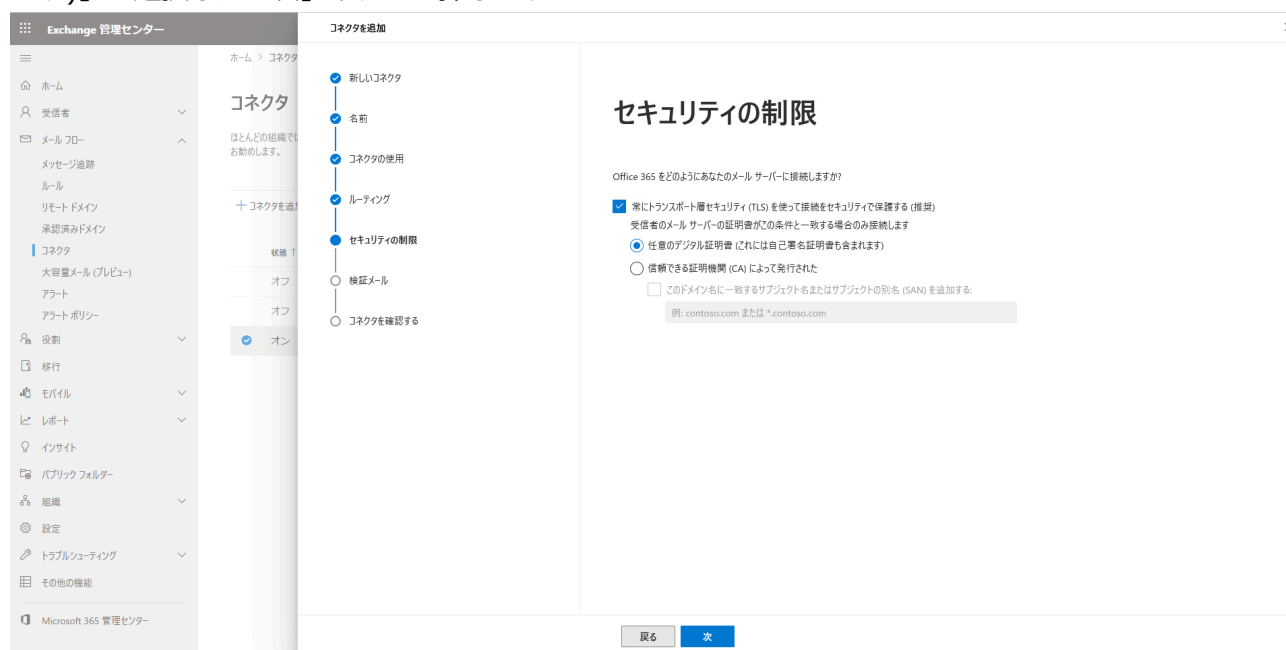 Exchange 管理センター
コネクタを追加
ホーム > コネクタ
ホーム
受信者
メール フロー
メッセージ追跡
ルール
リモート ドメイン
承認済みドメイン
コネクタ
大容量メール (プレビュー)
アラート
アラート ポリシー
役割
移行
モバイル
レポート
インサイト
パブリック フォルダー
組織
設定
トラブルシューティング
その他の機能
Microsoft 365 管理センター
コネクタ
ほとんどの組織では
お勧めします。
+ コネクタを追加
状態 ↑
オフ
オフ
オン
新しいコネクタ
名前
コネクタの使用
ルーティング
セキュリティの制限
検証メール
コネクタを確認する
セキュリティの制限
Office 365 をどのようにあなたのメール サーバーに接続しますか?
常にトランスポート層セキュリティ (TLS) を使って接続をセキュリティで保護する (推奨)
受信者のメール サーバーの証明書がこの条件と一致する場合のみ接続します
任意のデジタル証明書 (これには自己署名証明書も含まれます)
信頼できる証明機関 (CA) によって発行された
このドメイン名に一致するサブジェクト名またはサブジェクトの別名 (SAN) を追加する:
例: contoso.com または *.contoso.com
戻る
次